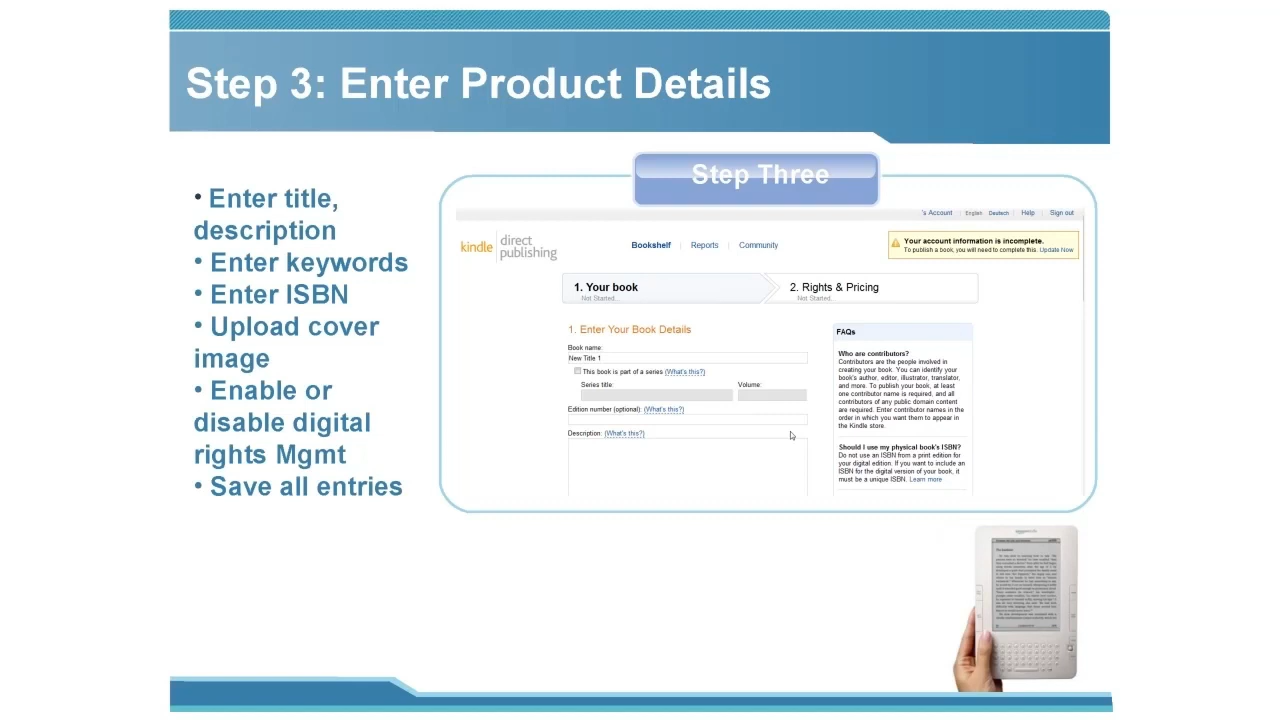 Step 3: Enter Product Details
Step Three
• Enter title,
description
• Enter keywords
• Enter ISBN
• Upload cover
image
• Enable or
disable digital
rights Mgmt
• Save all entries
's Account | English Deutsch | Help | Sign out
kindle direct
publishing
Bookshelf | Reports | Community
Your account information is incomplete.
To publish a book, you will need to complete this. Update Now
1. Your book
Not Started...
2. Rights & Pricing
Not Started...
1. Enter Your Book Details
Book name:
New Title 1
This book is part of a series (What's this?)
Series title: Volume:
Edition number (optional): (What's this?)
Description: (What's this?)
FAQs
Who are contributors?
Contributors are the people involved in
creating your book. You can identify your
book's author, editor, illustrator, translator,
and more. To publish your book, at least
one contributor name is required, and all
contributors of any public domain content
are required. Enter contributor names in the
order in which you want them to appear in
the Kindle store.
Should I use my physical book's ISBN?
Do not use an ISBN from a print edition for
your digital edition. If you want to include an
ISBN for the digital version of your book, it
must be a unique ISBN. Learn more